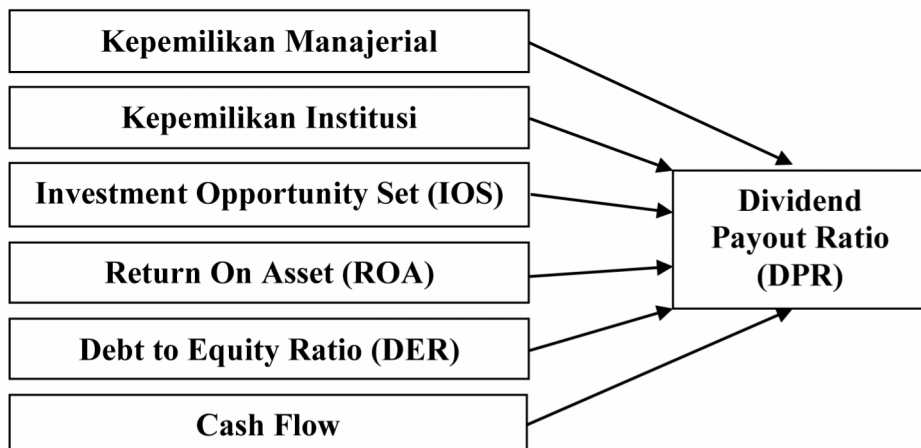 Kepemilikan Manajerial
Kepemilikan Institusi
Investment Opportunity Set (IOS)
Return On Asset (ROA)
Debt to Equity Ratio (DER)
Cash Flow
Dividend
Payout Ratio
(DPR)